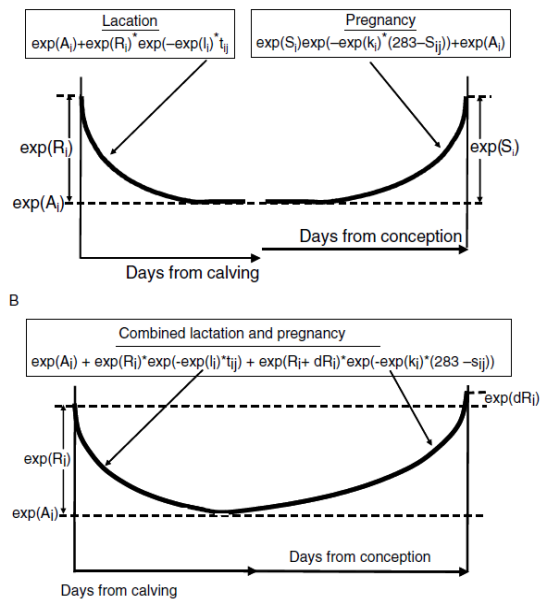 Lacation
exp(Aᵢ)+exp(Rᵢ)*exp(–exp(lᵢ)*tᵢⱼ
Pregnancy
exp(Sᵢ)exp(–exp(kᵢ)*(283–Sᵢⱼ))+exp(Aᵢ)
exp(Rᵢ)
exp(Sᵢ)
exp(Aᵢ)
Days from conception
Days from calving
B
Combined lactation and pregnancy
exp(Aᵢ) + exp(Rᵢ)*exp(-exp(lᵢ)*tᵢⱼ) + exp(Rᵢ+ dRᵢ)*exp(-exp(kᵢ)*(283 –sᵢⱼ))
exp(dRᵢ)
exp(Rᵢ)
exp(Aᵢ)
Days from conception
Days from calving